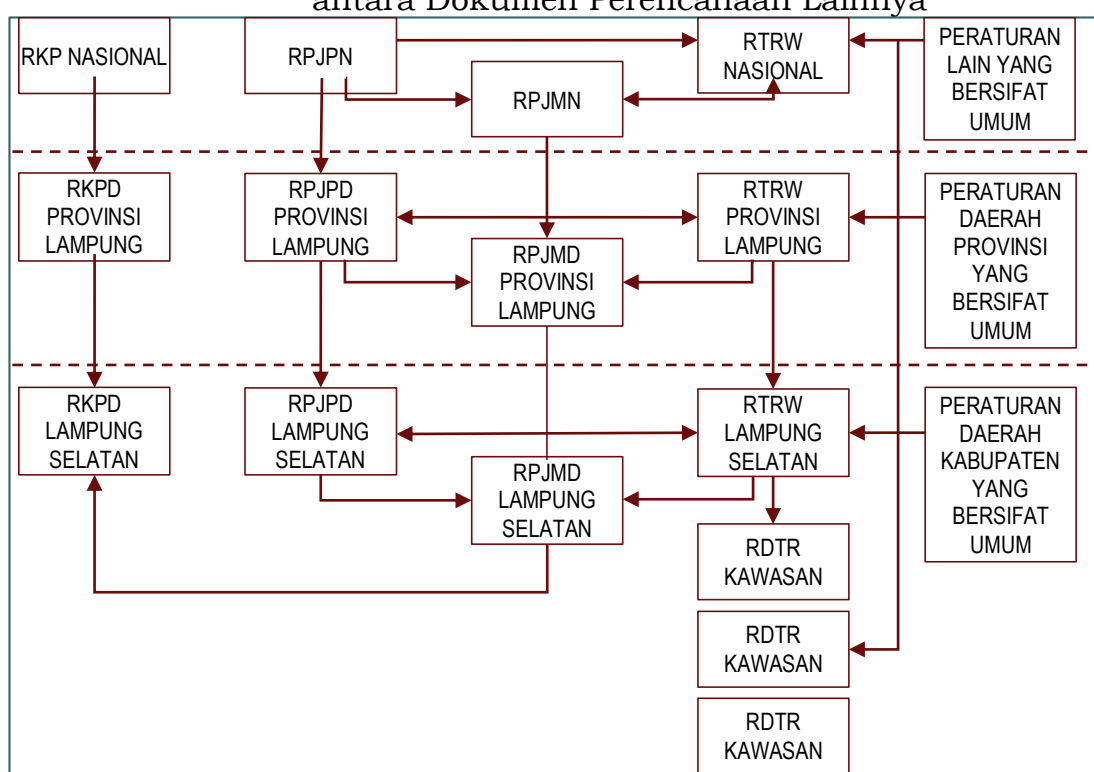 antara Dokumen Perencanaan Lainnya
RKP NASIONAL
RPJPN
RTRW
NASIONAL
PERATURAN
LAIN YANG
BERSIFAT
UMUM
RPJMN
RKPD
PROVINSI
LAMPUNG
RPJPD
PROVINSI
LAMPUNG
RTRW
PROVINSI
LAMPUNG
PERATURAN
DAERAH
PROVINSI
YANG
BERSIFAT
UMUM
RPJMD
PROVINSI
LAMPUNG
RKPD
LAMPUNG
SELATAN
RPJPD
LAMPUNG
SELATAN
RTRW
LAMPUNG
SELATAN
PERATURAN
DAERAH
KABUPATEN
YANG
BERSIFAT
UMUM
RPJMD
LAMPUNG
SELATAN
RDTR
KAWASAN
RDTR
KAWASAN
RDTR
KAWASAN